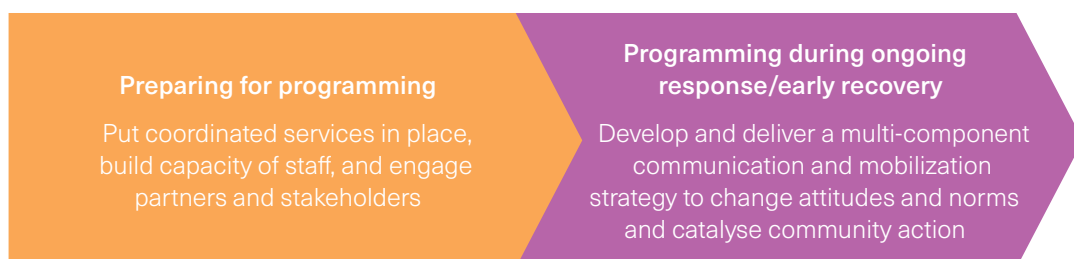 Preparing for programming
Put coordinated services in place,
build capacity of staff, and engage
partners and stakeholders
Programming during ongoing
response/early recovery
Develop and deliver a multi-component
communication and mobilization
strategy to change attitudes and norms
and catalyse community action